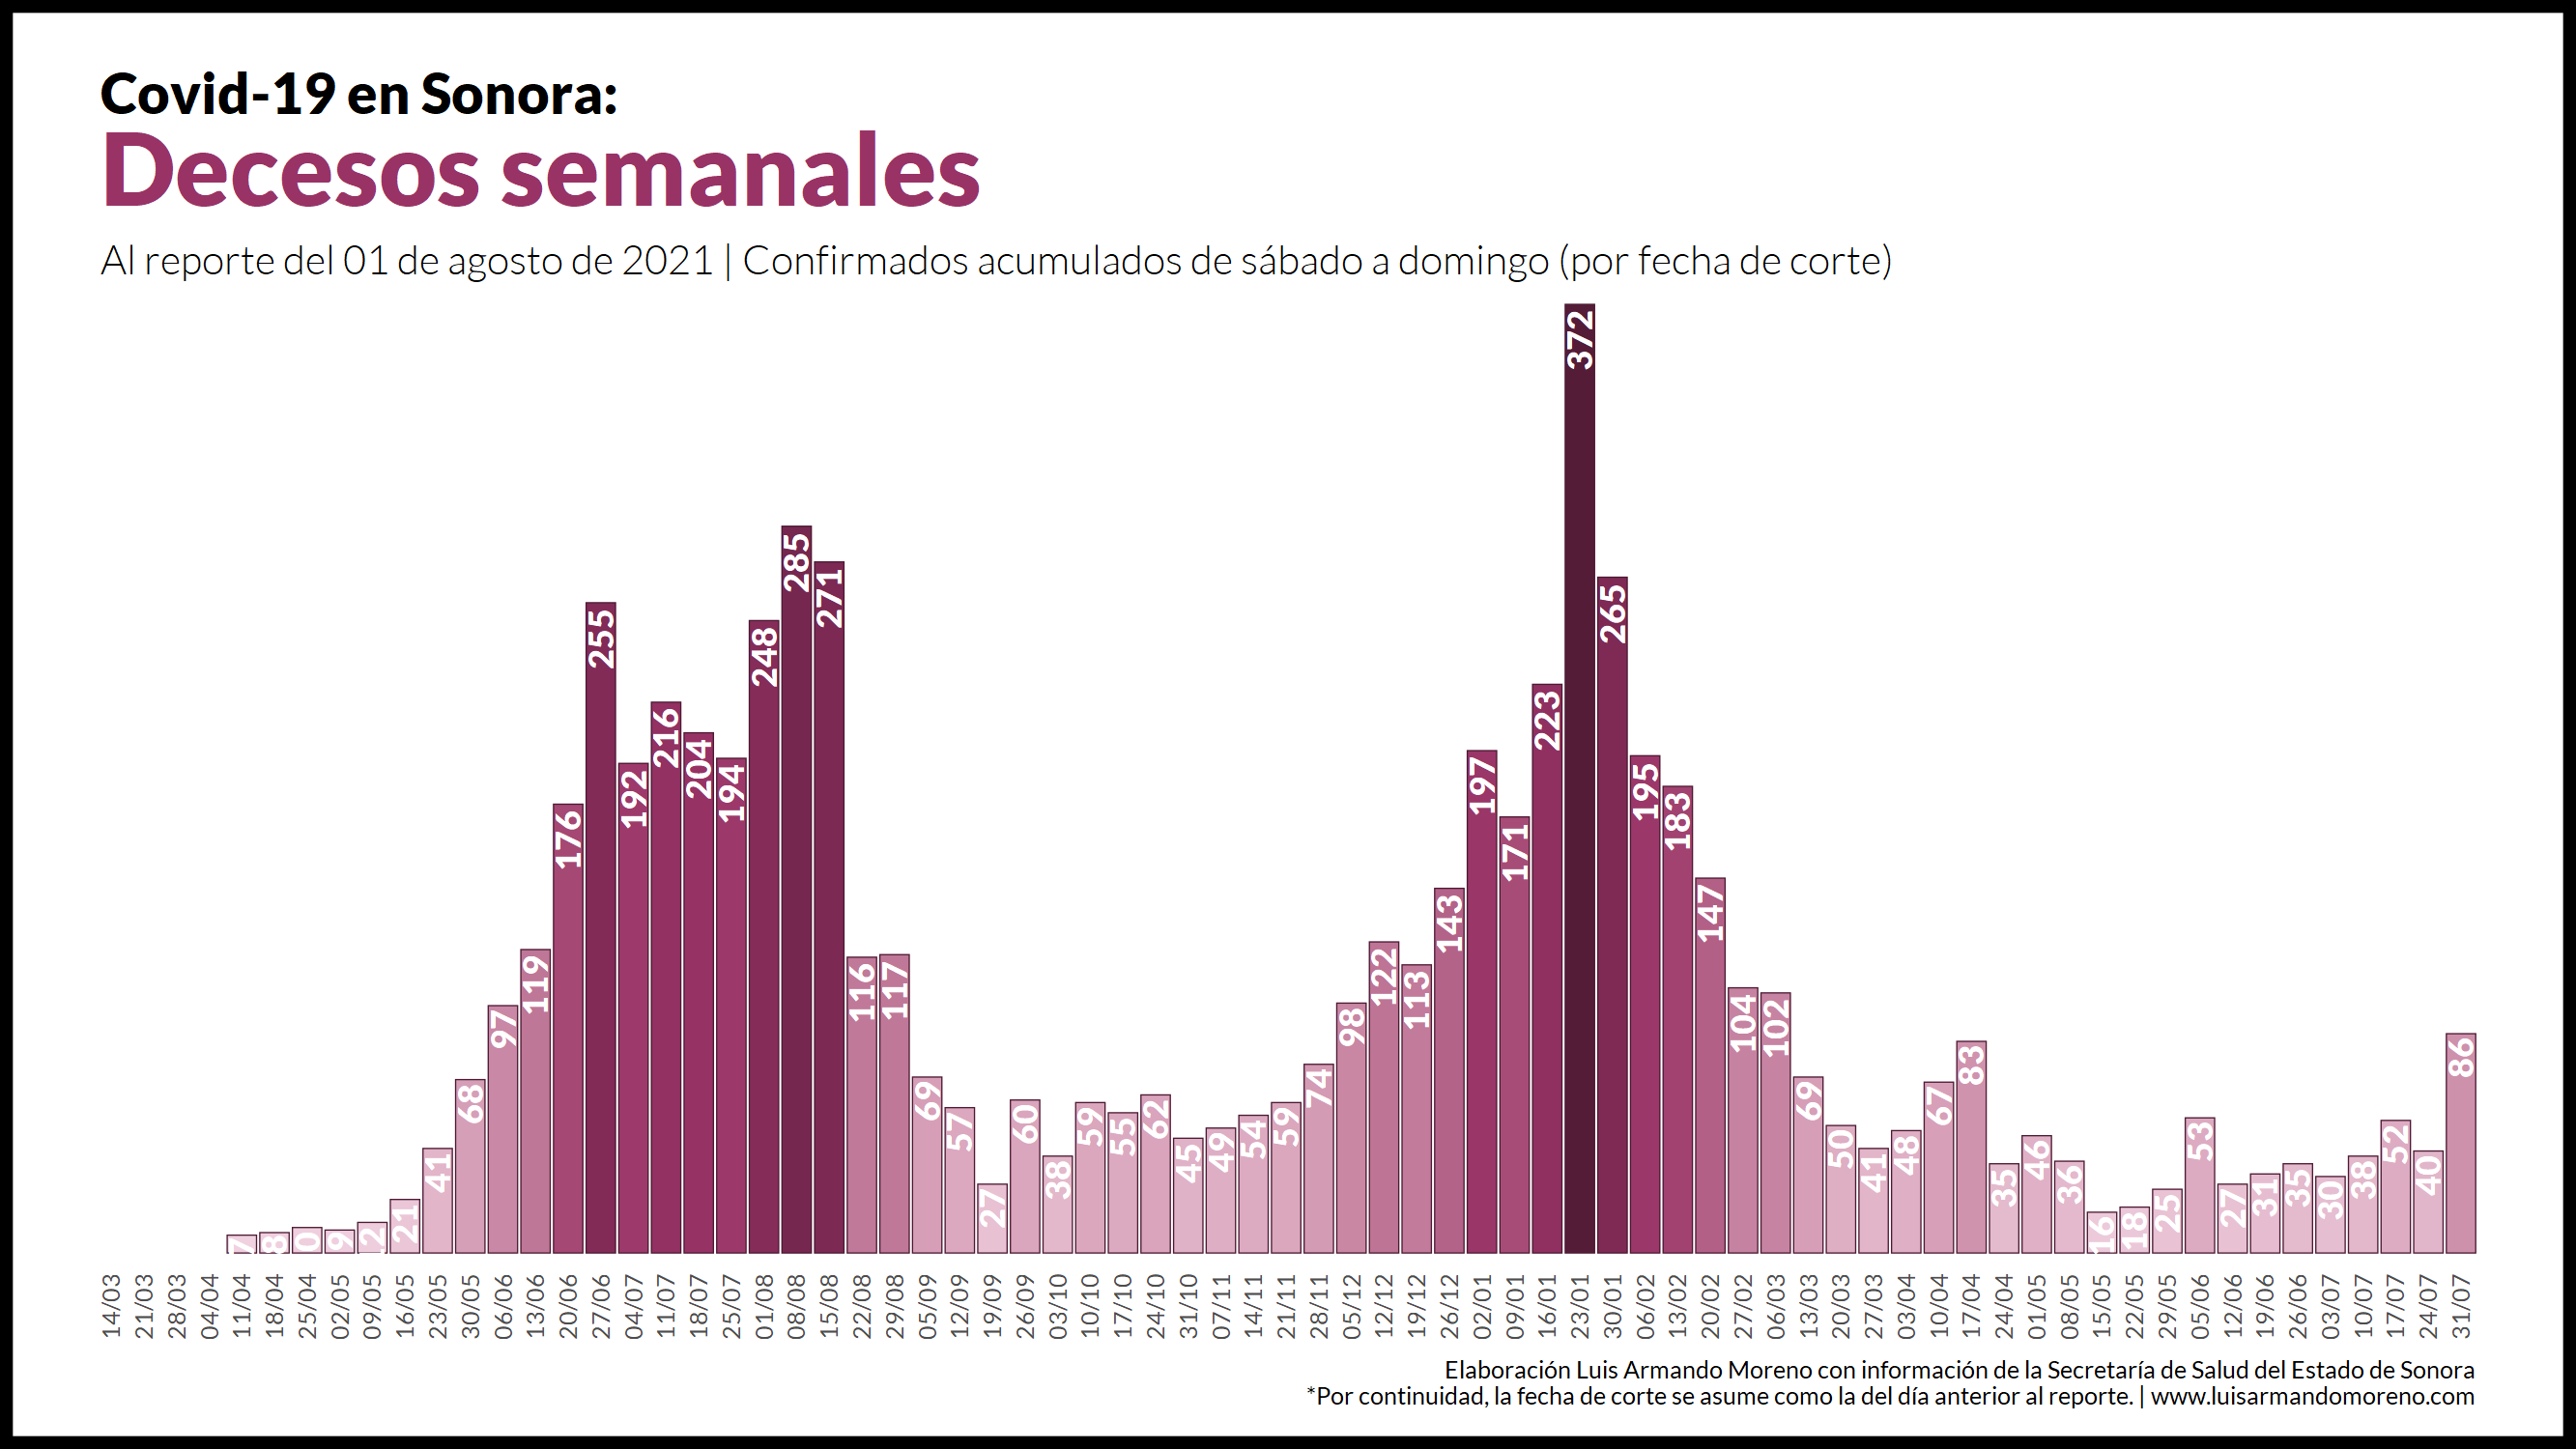 Covid-19 en Sonora:
Decesos semanales
Al reporte del 01 de agosto de 2021 | Confirmados acumulados de sábado a domingo (por fecha de corte)
7 8 0 9 2 21 41 68 97 119 176 255 192 216 204 194 248 285 271 116 117 69 57 27 60 38 59 55 62 45 49 54 59 74 98 122 113 143 197 171 223 372 265 195 183 147 104 102 69 50 41 48 67 83 35 46 36 16 18 25 53 27 31 35 30 38 52 40 86
14/03 21/03 28/03 04/04 11/04 18/04 25/04 02/05 09/05 16/05 23/05 30/05 06/06 13/06 20/06 27/06 04/07 11/07 18/07 25/07 01/08 08/08 15/08 22/08 29/08 05/09 12/09 19/09 26/09 03/10 10/10 17/10 24/10 31/10 07/11 14/11 21/11 28/11 05/12 12/12 19/12 26/12 02/01 09/01 16/01 23/01 30/01 06/02 13/02 20/02 27/02 06/03 13/03 20/03 27/03 03/04 10/04 17/04 24/04 01/05 08/05 15/05 22/05 29/05 05/06 12/06 19/06 26/06 03/07 10/07 17/07 24/07 31/07
Elaboración Luis Armando Moreno con información de la Secretaría de Salud del Estado de Sonora
*Por continuidad, la fecha de corte se asume como la del día anterior al reporte. | www.luisarmandomoreno.com